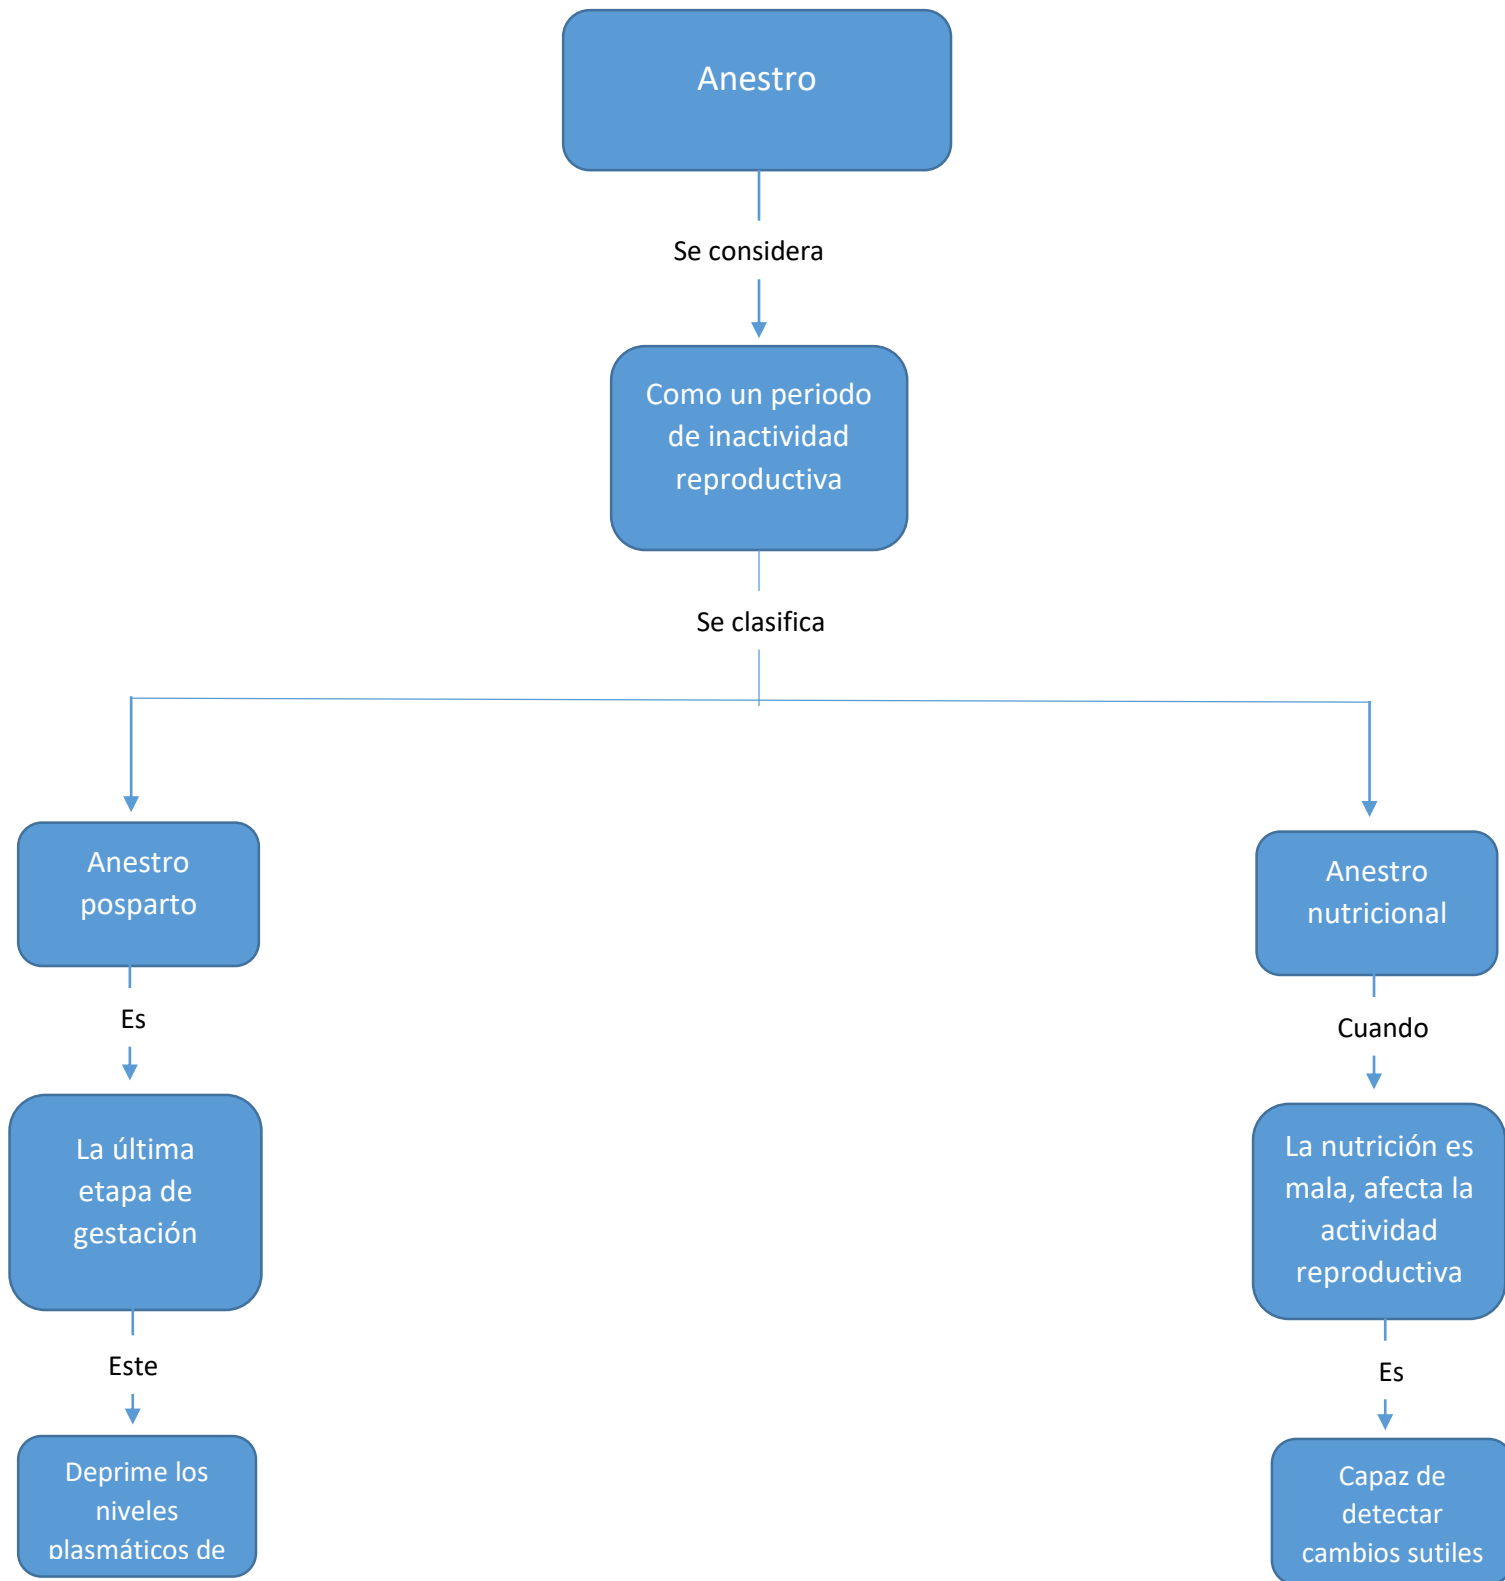 Anestro
Se considera
Como un periodo
de inactividad
reproductiva
Se clasifica
Anestro
posparto
Es
La última
etapa de
gestación
Este
Deprime los
niveles
plasmáticos de
Anestro
nutricional
Cuando
La nutrición es
mala, afecta la
actividad
reproductiva
Es
Capaz de
detectar
cambios sutiles